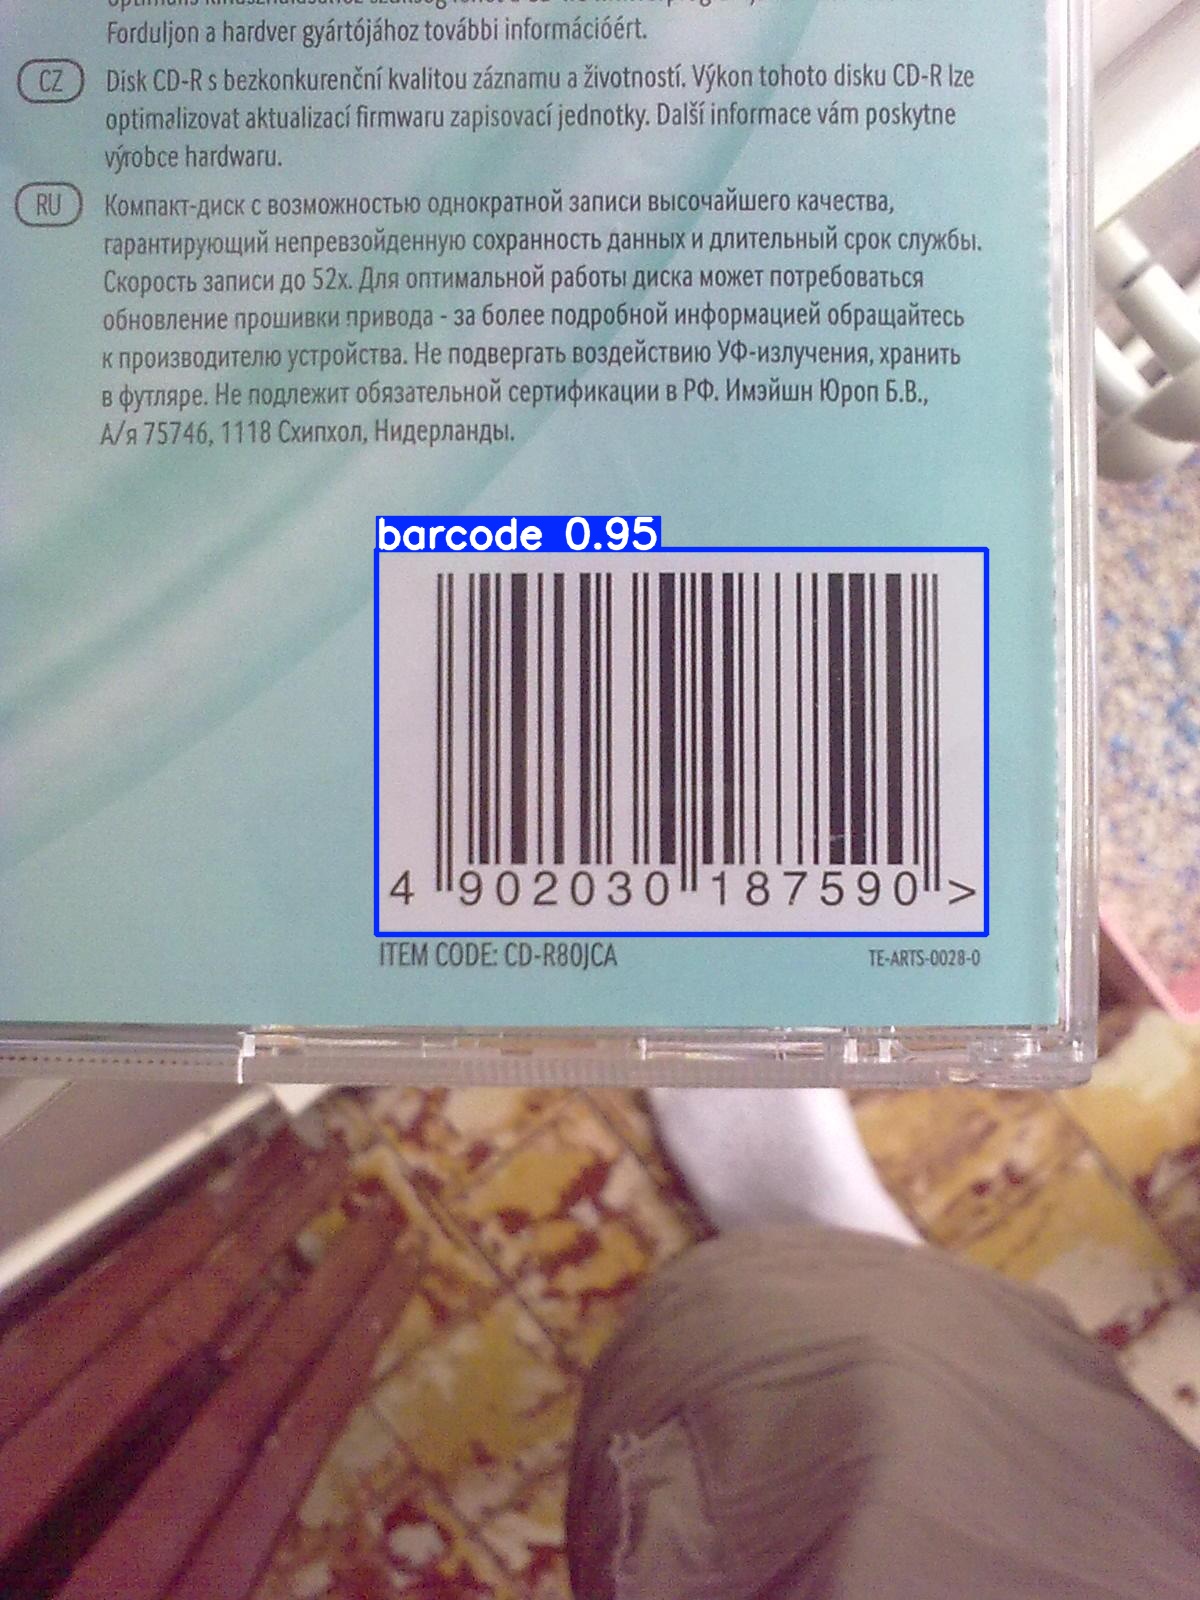 Forduljon a hardver gyártójához további információért.
CZ
Disk CD-R s bezkonkurenční kvalitou záznamu a životností. Výkon tohoto disku CD-R lze
optimalizovat aktualizací firmwaru zapisovací jednotky. Další informace vám poskytne
výrobce hardwaru.
RU
Компакт-диск с возможностью однократной записи высочайшего качества,
гарантирующий непревзойденную сохранность данных и длительный срок службы.
Скорость записи до 52x. Для оптимальной работы диска может потребоваться
обновление прошивки привода - за более подробной информацией обращайтесь
к производителю устройства. Не подвергать воздействию УФ-излучения, хранить
в футляре. Не подлежит обязательной сертификации в РФ. Имэйшн Юроп Б.В.,
А/я 75746, 1118 Схипхол, Нидерланды.
barcode 0.95
4 902030 187590 >
ITEM CODE: CD-R80JCA
TE-ARTS-0028-0